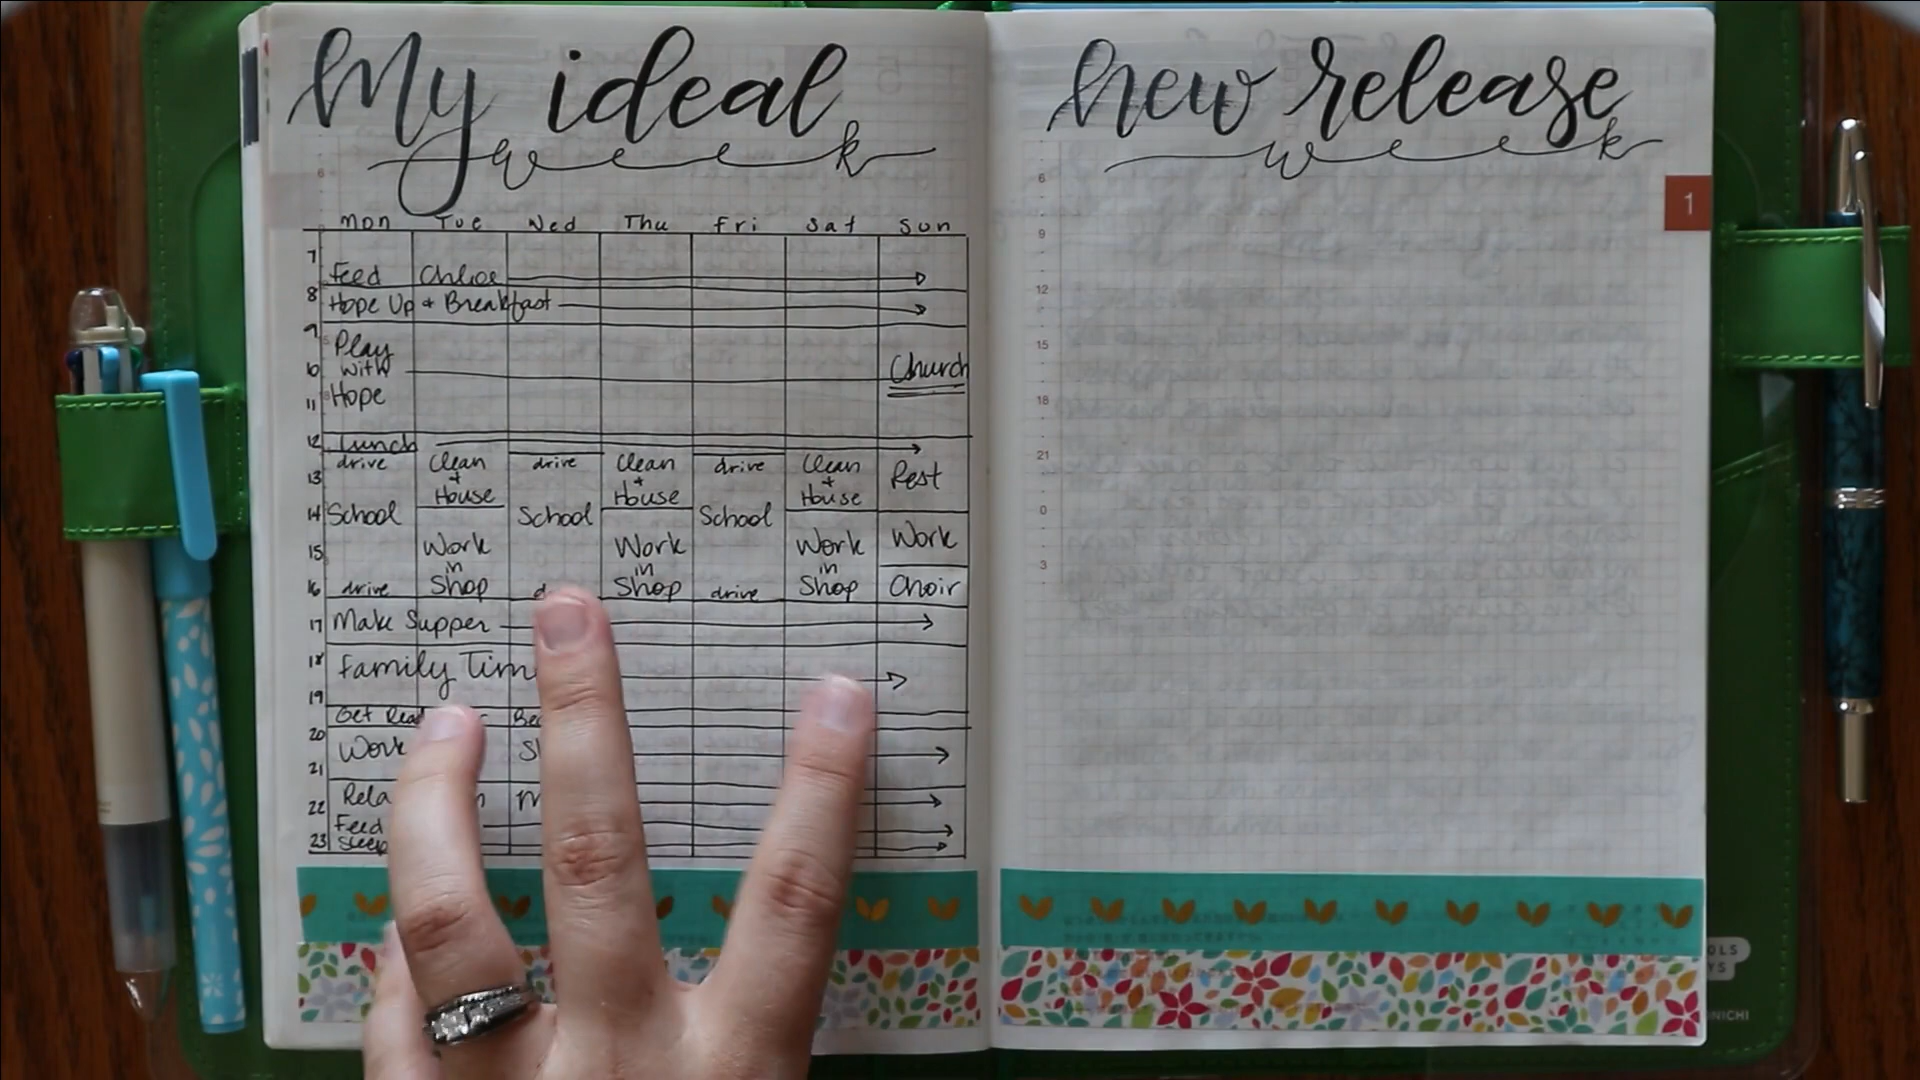 My ideal
week
Mon Tue Wed Thu Fri Sat Sun
7
Feed Chloe
8 Hope Up + Breakfast
9
Play
10 with Church
11 Hope
12 Lunch
drive Clean drive Clean drive Clean
13 + + + Rest
House House House
14 School School School
Work Work Work Work
15 in in in
16 drive Shop Shop drive Shop Choir
17 Make Supper
18 Family
19
Get
20
Work
21
22
Feed
23 Sleep
new release
week
1
6
9
12
15
18
21
0
3